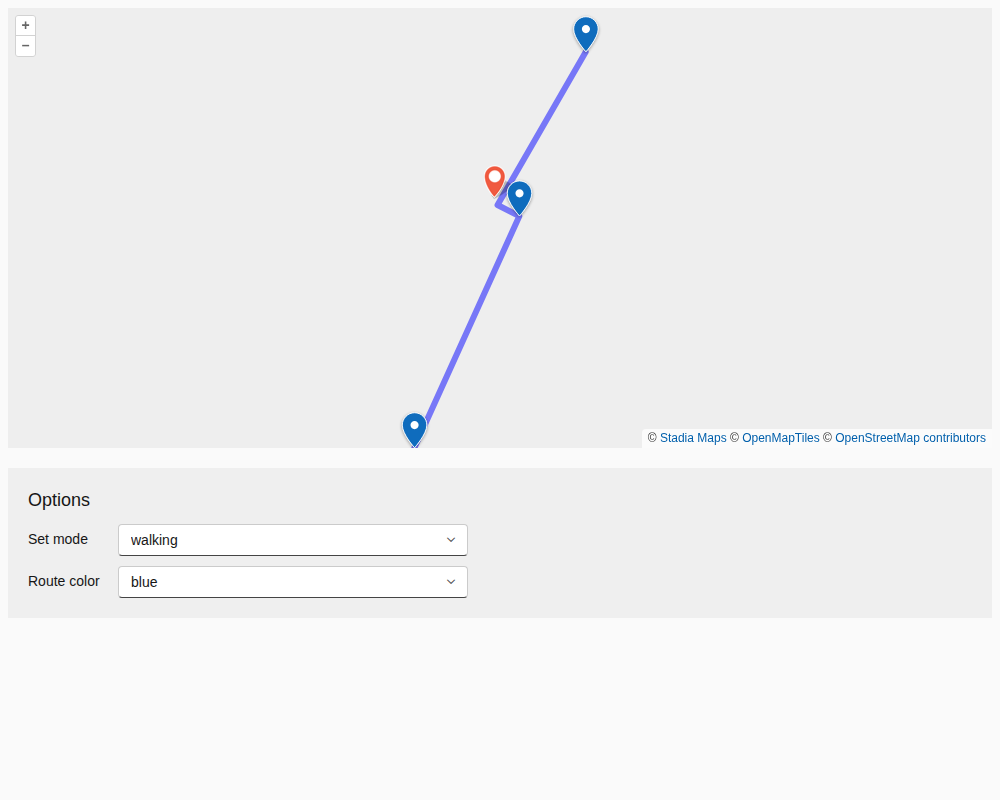 +
−
© Stadia Maps © OpenMapTiles © OpenStreetMap contributors
Options
Set mode
walking
Route color
blue